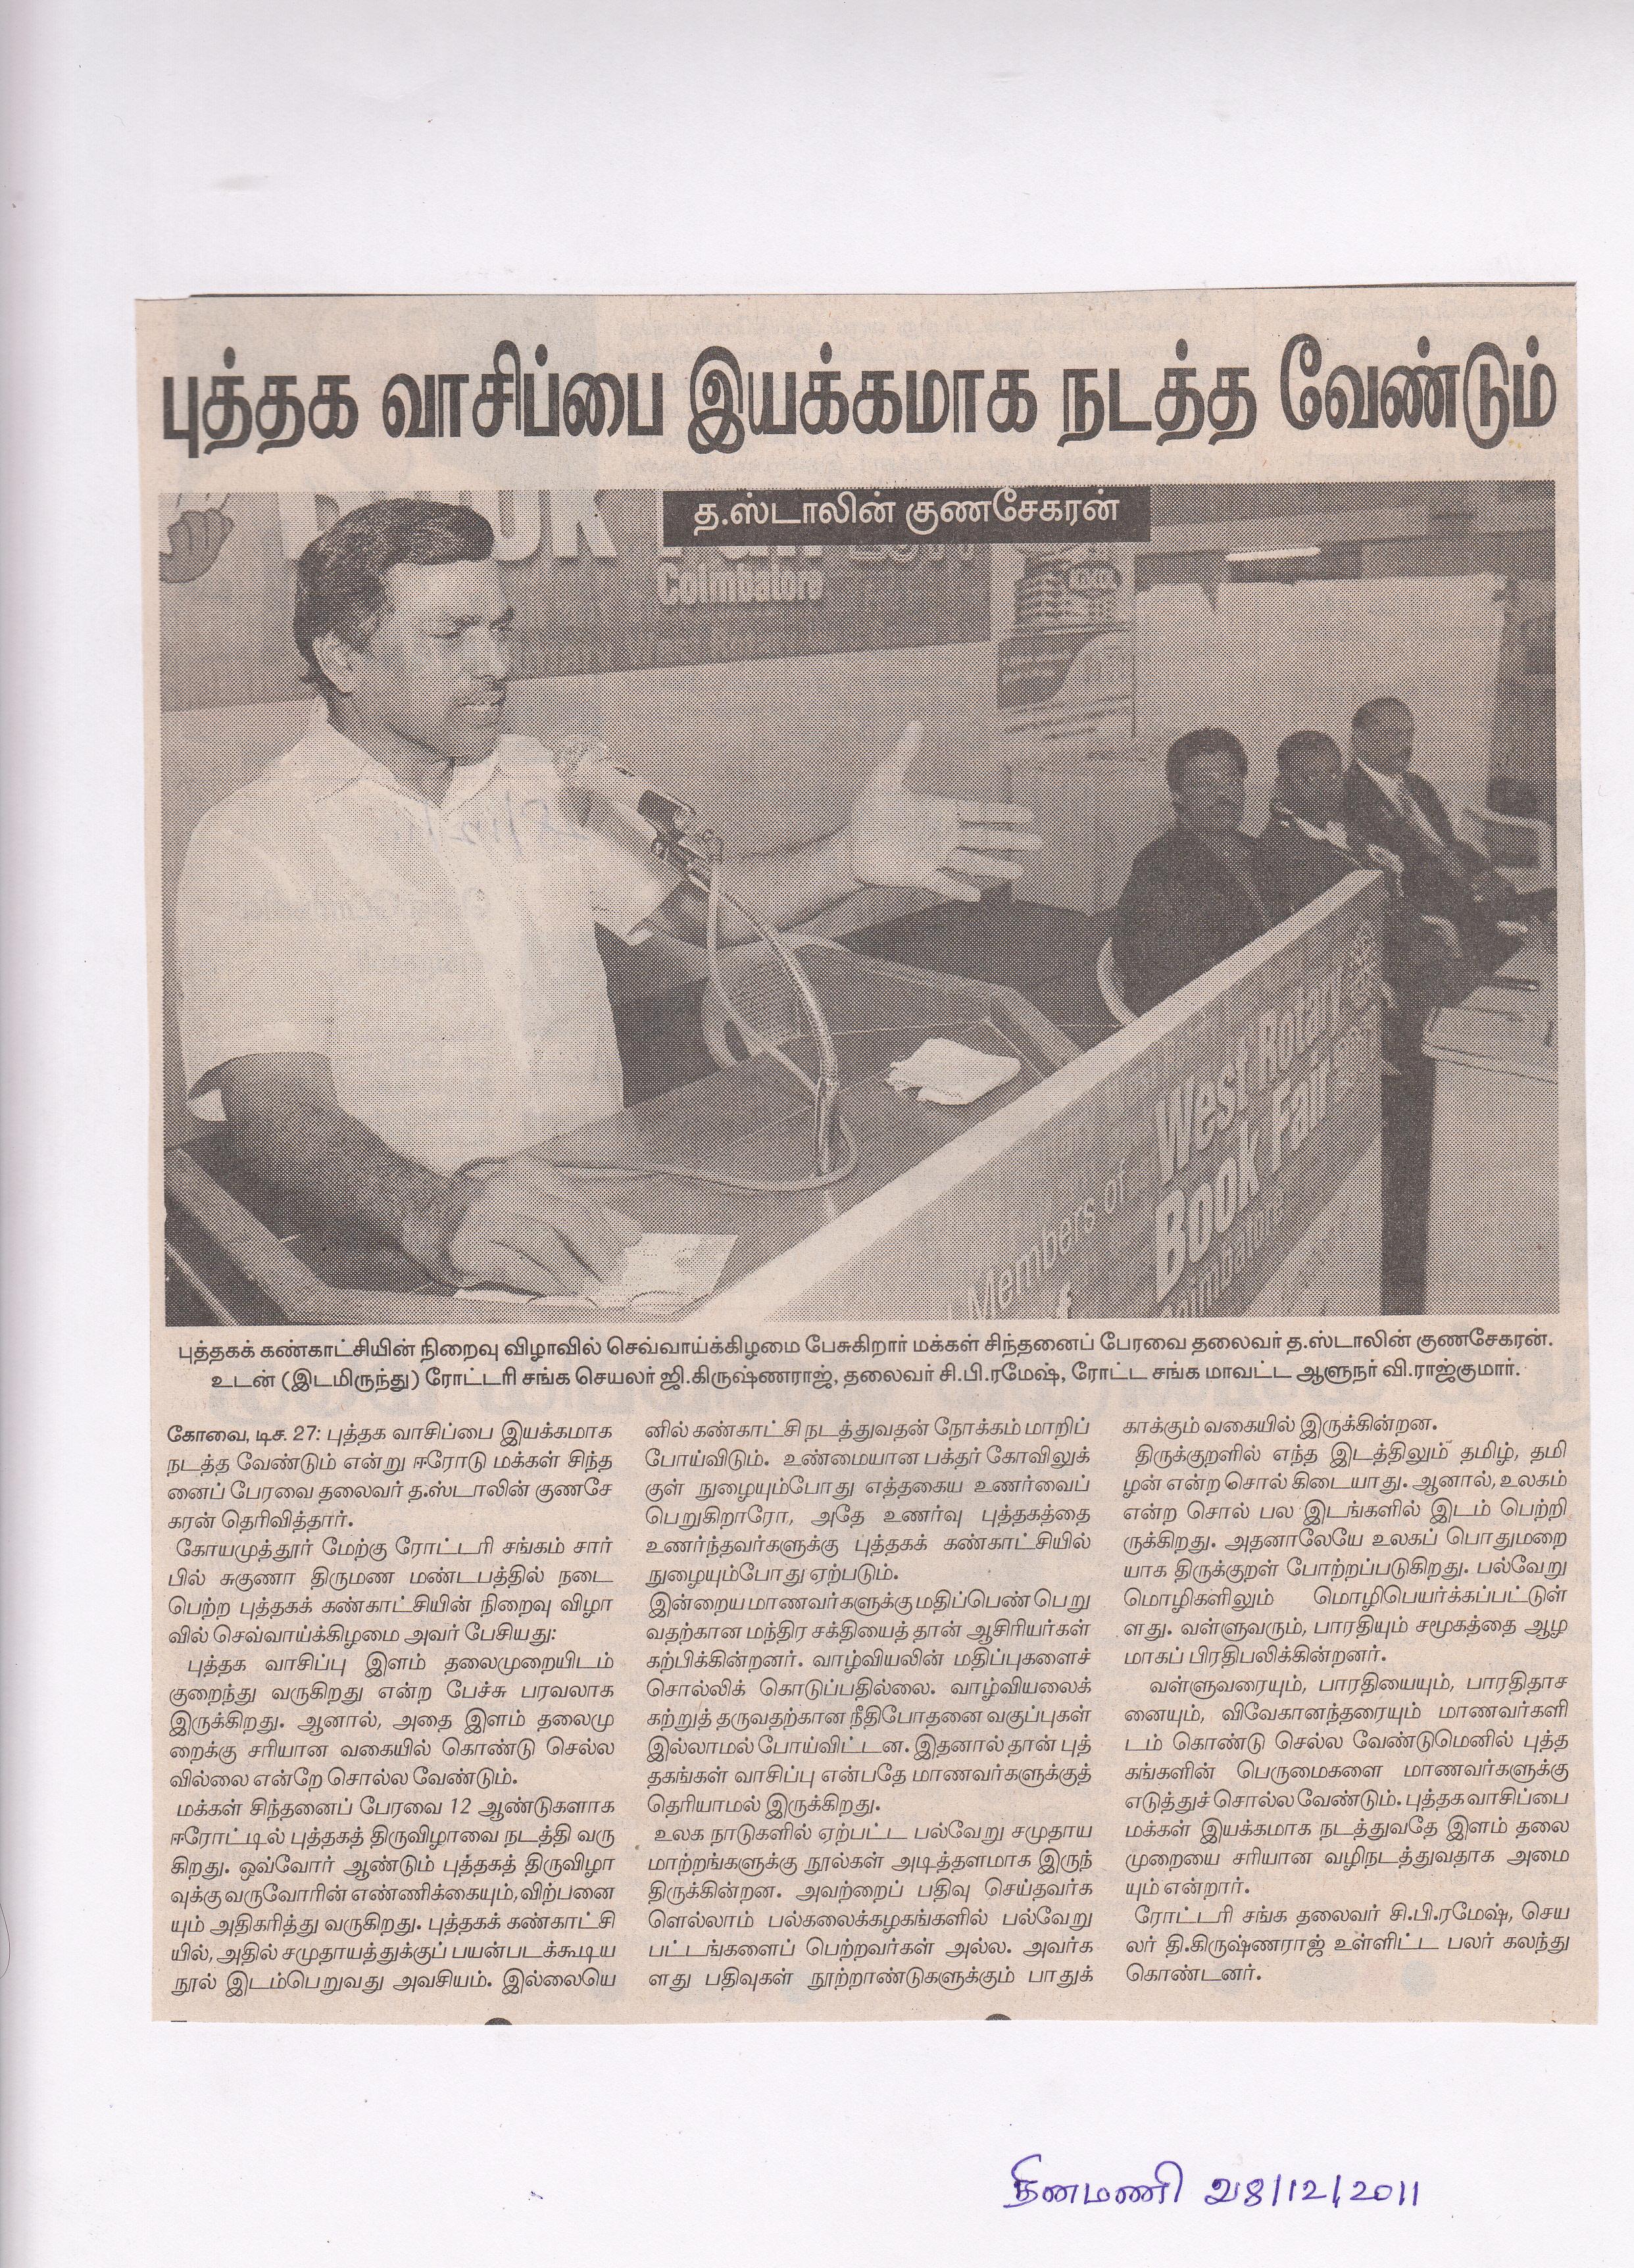 புத்தக வாசிப்பை இயக்கமாக நடத்த வேண்டும்
த.ஸ்டாலின் குணசேகரன்
Coimbatore
Members of
West Rotary
Book Fair
புத்தகக் கண்காட்சியின் நிறைவு விழாவில் செவ்வாய்க்கிழமை பேசுகிறார் மக்கள் சிந்தனைப் பேரவை தலைவர் த.ஸ்டாலின் குணசேகரன்.
உடன் (இடமிருந்து) ரோட்டரி சங்க செயலர் ஜி.கிருஷ்ணராஜ், தலைவர் சி.பி.ரமேஷ், ரோட்ட சங்க மாவட்ட ஆளுநர் வி.ராஜ்குமார்.
கோவை, டிச. 27: புத்தக வாசிப்பை இயக்கமாக
நடத்த வேண்டும் என்று ஈரோடு மக்கள் சிந்த
னைப் பேரவை தலைவர் த.ஸ்டாலின் குணசே
கரன் தெரிவித்தார்.
கோயமுத்தூர் மேற்கு ரோட்டரி சங்கம் சார்
பில் சுகுணா திருமண மண்டபத்தில் நடை
பெற்ற புத்தகக் கண்காட்சியின் நிறைவு விழா
வில் செவ்வாய்க்கிழமை அவர் பேசியது:
புத்தக வாசிப்பு இளம் தலைமுறையிடம்
குறைந்து வருகிறது என்ற பேச்சு பரவலாக
இருக்கிறது. ஆனால், அதை இளம் தலைமு
றைக்கு சரியான வகையில் கொண்டு செல்ல
வில்லை என்றே சொல்ல வேண்டும்.
மக்கள் சிந்தனைப் பேரவை 12 ஆண்டுகளாக
ஈரோட்டில் புத்தகத் திருவிழாவை நடத்தி வரு
கிறது. ஒவ்வோர் ஆண்டும் புத்தகத் திருவிழா
வுக்கு வருவோரின் எண்ணிக்கையும், விற்பனை
யும் அதிகரித்து வருகிறது. புத்தகக் கண்காட்சி
யில், அதில் சமுதாயத்துக்குப் பயன்படக்கூடிய
நூல் இடம்பெறுவது அவசியம். இல்லையெ
னில் கண்காட்சி நடத்துவதன் நோக்கம் மாறிப்
போய்விடும். உண்மையான பக்தர் கோவிலுக்
குள் நுழையும்போது எத்தகைய உணர்வைப்
பெறுகிறாரோ, அதே உணர்வு புத்தகத்தை
உணர்ந்தவர்களுக்கு புத்தகக் கண்காட்சியில்
நுழையும்போது ஏற்படும்.
இன்றைய மாணவர்களுக்கு மதிப்பெண் பெறு
வதற்கான மந்திர சக்தியைத் தான் ஆசிரியர்கள்
கற்பிக்கின்றனர். வாழ்வியலின் மதிப்புகளைச்
சொல்லிக் கொடுப்பதில்லை. வாழ்வியலைக்
கற்றுத் தருவதற்கான நீதிபோதனை வகுப்புகள்
இல்லாமல் போய்விட்டன. இதனால் தான் புத்
தகங்கள் வாசிப்பு என்பதே மாணவர்களுக்குத்
தெரியாமல் இருக்கிறது.
உலக நாடுகளில் ஏற்பட்ட பல்வேறு சமுதாய
மாற்றங்களுக்கு நூல்கள் அடித்தளமாக இருந்
திருக்கின்றன. அவற்றைப் பதிவு செய்தவர்க
ளெல்லாம் பல்கலைக்கழகங்களில் பல்வேறு
பட்டங்களைப் பெற்றவர்கள் அல்ல. அவர்க
ளது பதிவுகள் நூற்றாண்டுகளுக்கும் பாதுக்
காக்கும் வகையில் இருக்கின்றன.
திருக்குறளில் எந்த இடத்திலும் தமிழ், தமி
ழன் என்ற சொல் கிடையாது. ஆனால், உலகம்
என்ற சொல் பல இடங்களில் இடம் பெற்றி
ருக்கிறது. அதனாலேயே உலகப் பொதுமறை
யாக திருக்குறள் போற்றப்படுகிறது. பல்வேறு
மொழிகளிலும் மொழிபெயர்க்கப்பட்டுள்
ளது. வள்ளுவரும், பாரதியும் சமூகத்தை ஆழ
மாகப் பிரதிபலிக்கின்றனர்.
வள்ளுவரையும், பாரதியையும், பாரதிதாச
னையும், விவேகானந்தரையும் மாணவர்களி
டம் கொண்டு செல்ல வேண்டுமெனில் புத்த
கங்களின் பெருமைகளை மாணவர்களுக்கு
எடுத்துச் சொல்ல வேண்டும். புத்தக வாசிப்பை
மக்கள் இயக்கமாக நடத்துவதே இளம் தலை
முறையை சரியான வழிநடத்துவதாக அமை
யும் என்றார்.
ரோட்டரி சங்க தலைவர் சி.பி.ரமேஷ், செய
லர் தி.கிருஷ்ணராஜ் உள்ளிட்ட பலர் கலந்து
கொண்டனர்.
தினமணி 28/12/2011